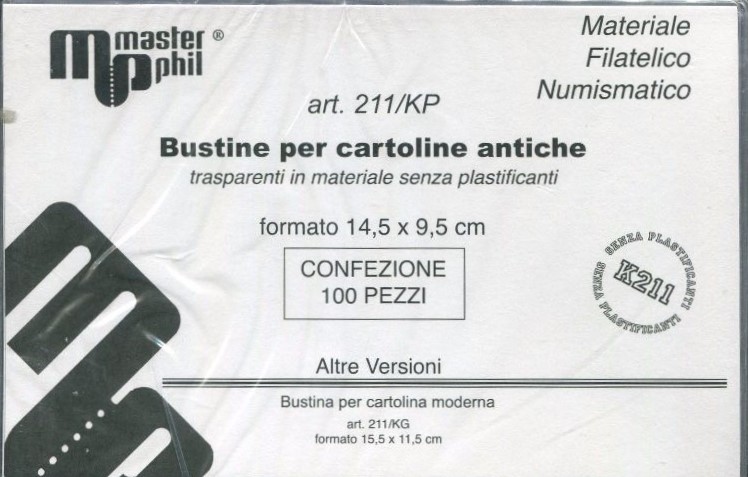 master ®
phil
Materiale
Filatelico
Numismatico
art. 211/KP
Bustine per cartoline antiche
trasparenti in materiale senza plastificanti
formato 14,5 x 9,5 cm
CONFEZIONE
100 PEZZI
SENZA PLASTIFICANTI
K211
SENZA PLASTIFICANTI
Altre Versioni
Bustina per cartolina moderna
art. 211/KG
formato 15,5 x 11,5 cm